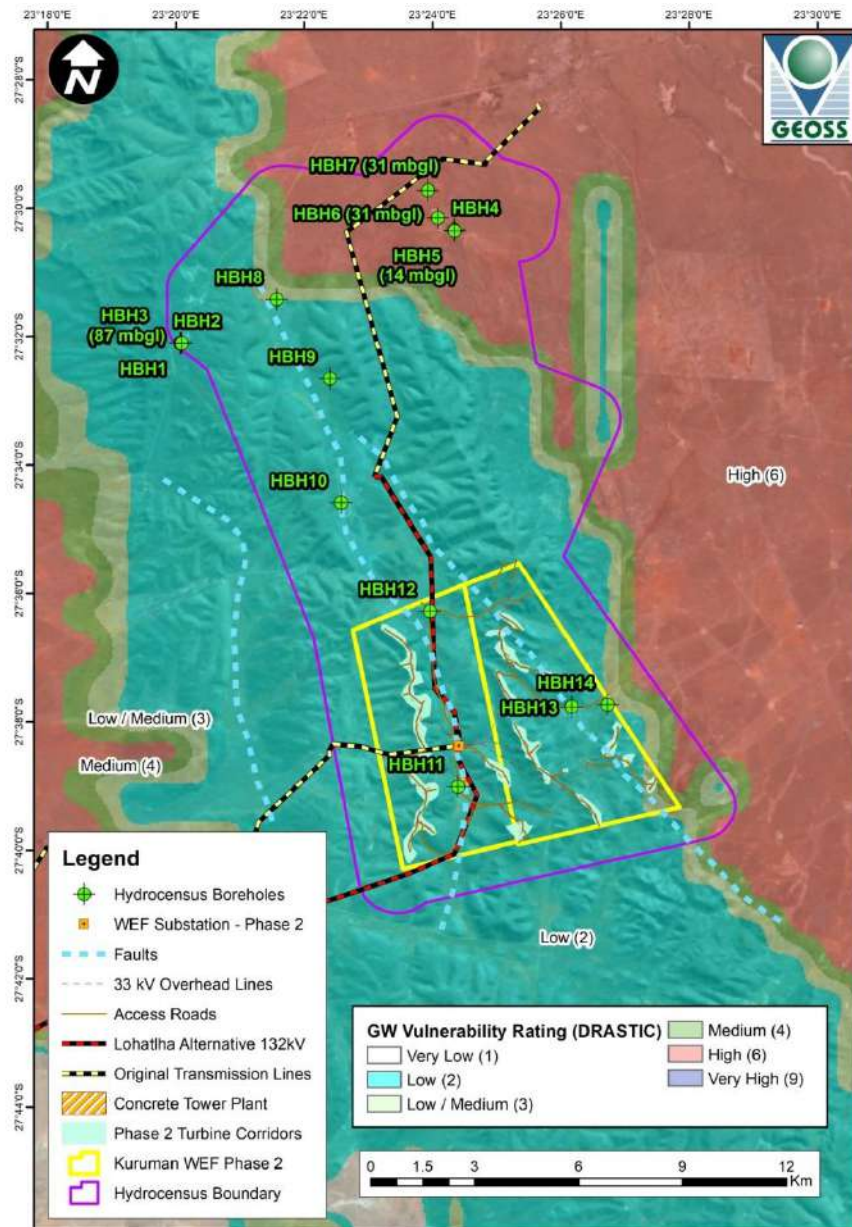 23°18'0"E
23°20'0"E
23°22'0"E
23°24'0"E
23°26'0"E
23°28'0"E
23°30'0"E
27°28'0"S
27°30'0"S
27°32'0"S
27°34'0"S
27°36'0"S
27°38'0"S
27°40'0"S
27°42'0"S
27°44'0"S
N
GEOSS
HBH7 (31 mbgl)
HBH6 (31 mbgl)
HBH4
HBH5
(14 mbgl)
HBH8
HBH3
(87 mbgl)
HBH2
HBH1
HBH9
HBH10
High (6)
HBH12
HBH14
HBH13
Low / Medium (3)
Medium (4)
HBH11
Low (2)
Legend
Hydrocensus Boreholes
WEF Substation - Phase 2
Faults
33 kV Overhead Lines
Access Roads
Lohatlha Alternative 132kV
Original Transmission Lines
Concrete Tower Plant
Phase 2 Turbine Corridors
Kuruman WEF Phase 2
Hydrocensus Boundary
GW Vulnerability Rating (DRASTIC)
Very Low (1)
Low (2)
Low / Medium (3)
Medium (4)
High (6)
Very High (9)
0 1.5 3 6 9 12
Km